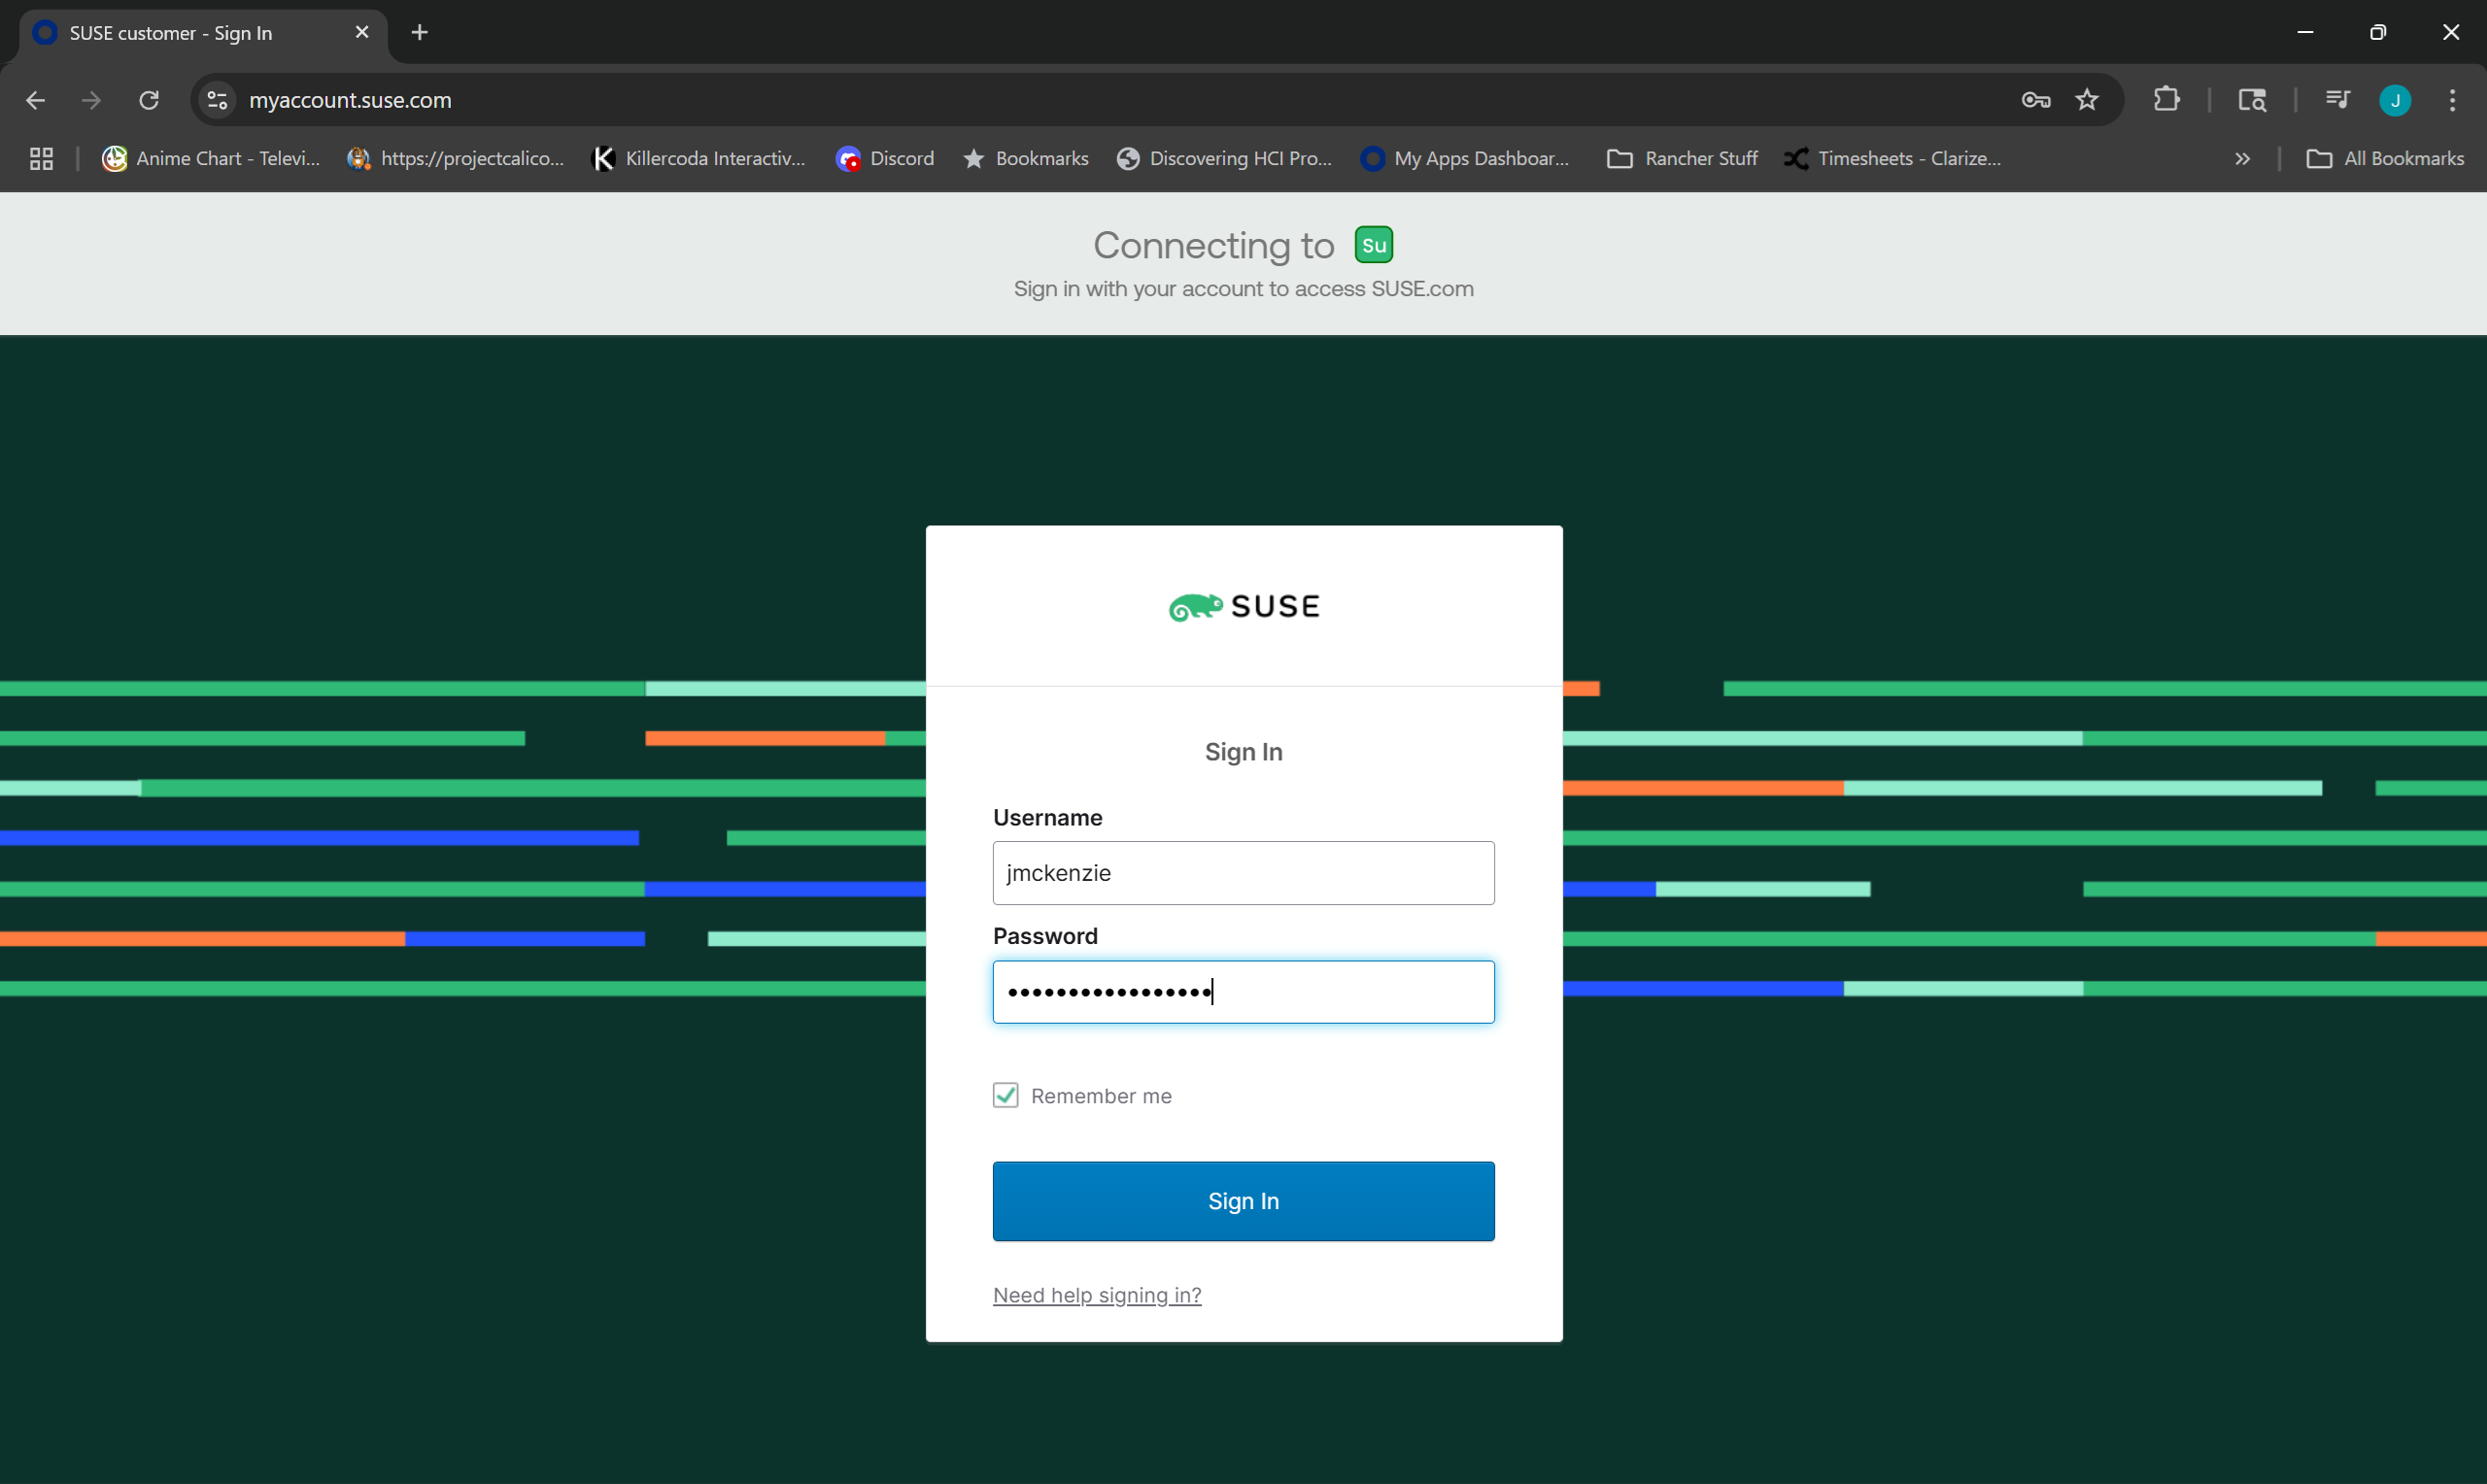 SUSE customer - Sign In
myaccount.suse.com
J
Anime Chart - Televi...
https://projectcalico...
Killercoda Interactiv...
Discord
Bookmarks
Discovering HCI Pro...
My Apps Dashboar...
Rancher Stuff
Timesheets - Clarize...
All Bookmarks
Connecting to Su
Sign in with your account to access SUSE.com
SUSE
Sign In
Username
jmckenzie
Password
•••••••••••••••••
Remember me
Sign In
Need help signing in?